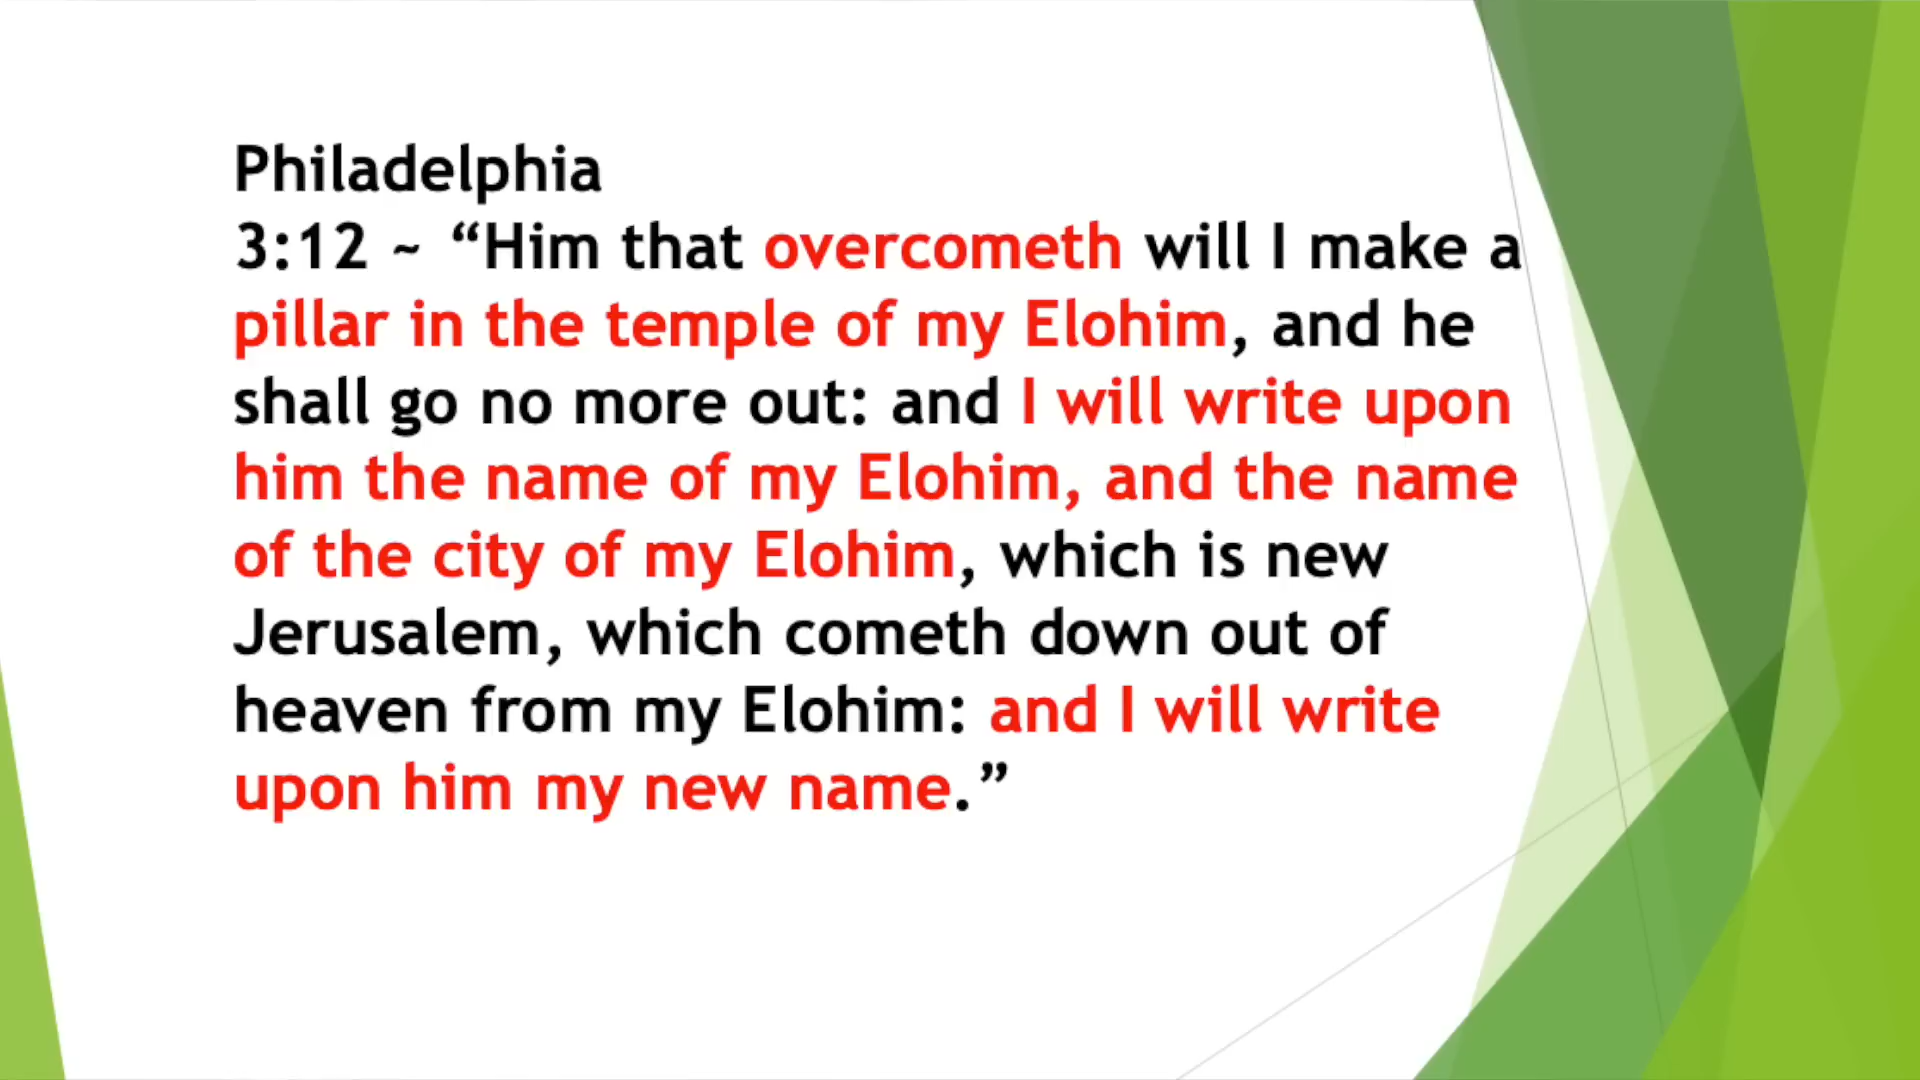 Philadelphia
3:12 ~ “Him that overcometh will I make a
pillar in the temple of my Elohim, and he
shall go no more out: and I will write upon
him the name of my Elohim, and the name
of the city of my Elohim, which is new
Jerusalem, which cometh down out of
heaven from my Elohim: and I will write
upon him my new name.”